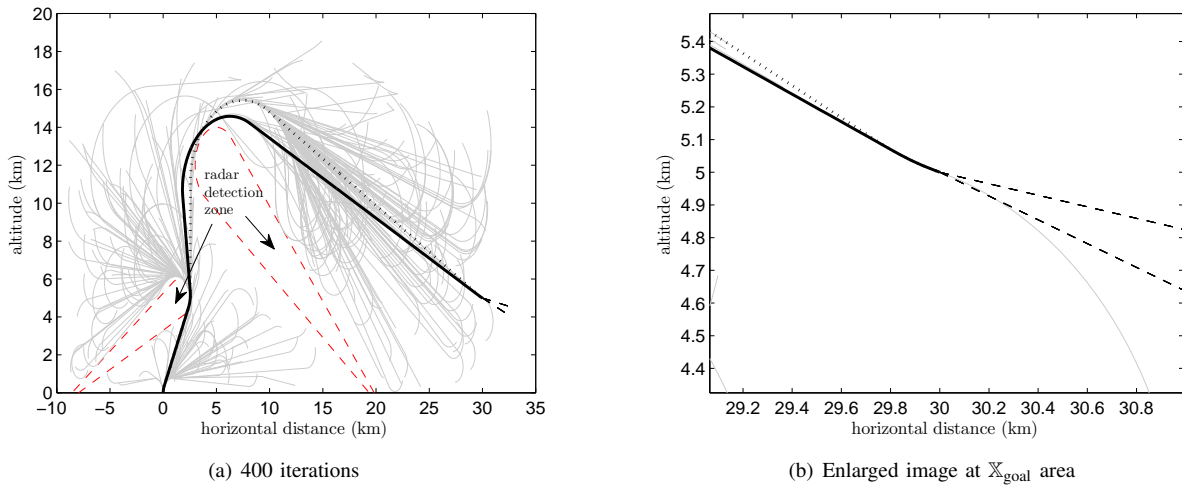 20
18
16
14
12
10
8
6
4
2
0
altitude (km)
radar
detection
zone
−10 −5 0 5 10 15 20 25 30 35
horizontal distance (km)
(a) 400 iterations
5.4
5.3
5.2
5.1
5
4.9
4.8
4.7
4.6
4.5
4.4
altitude (km)
29.2 29.4 29.6 29.8 30 30.2 30.4 30.6 30.8
horizontal distance (km)
(b) Enlarged image at 𝕏goal area